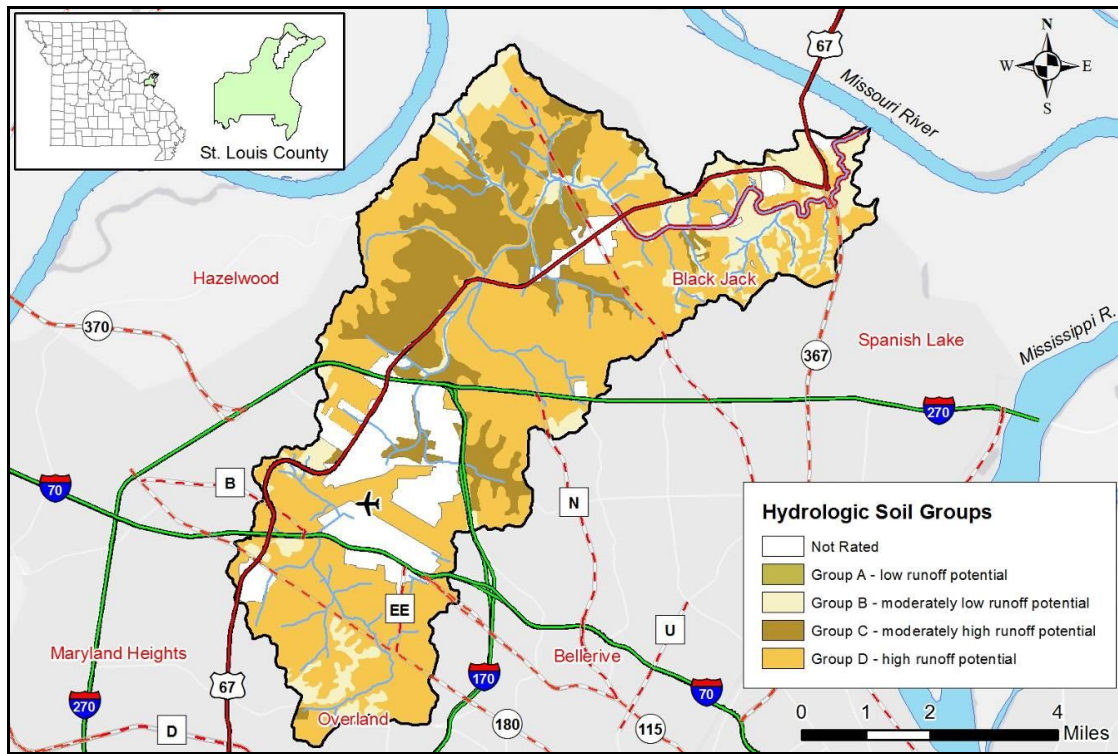 St. Louis County
67
N
W E
S
Missouri River
Hazelwood
Black Jack
370
367
Spanish Lake
Mississippi R.
270
70
B
N
EE
U
Maryland Heights
Bellerive
67
170
70
270
Overland
D
180
115
Hydrologic Soil Groups
Not Rated
Group A - low runoff potential
Group B - moderately low runoff potential
Group C - moderately high runoff potential
Group D - high runoff potential
0 1 2 4
Miles